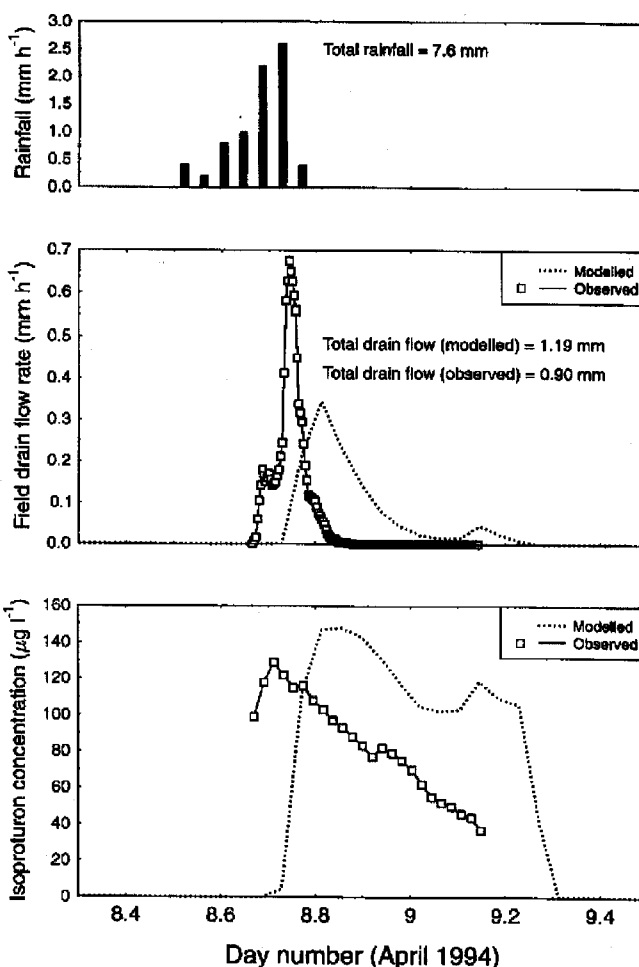 3.0
2.5
2.0
1.5
1.0
0.5
0.0
Rainfall (mm h⁻¹)
Total rainfall = 7.6 mm
0.7
0.6
0.5
0.4
0.3
0.2
0.1
0.0
Field drain flow rate (mm h⁻¹)
Modelled
Observed
Total drain flow (modelled) = 1.19 mm
Total drain flow (observed) = 0.90 mm
160
140
120
100
80
60
40
20
0
Isoproturon concentration (µg l⁻¹)
Modelled
Observed
8.4 8.6 8.8 9 9.2 9.4
Day number (April 1994)